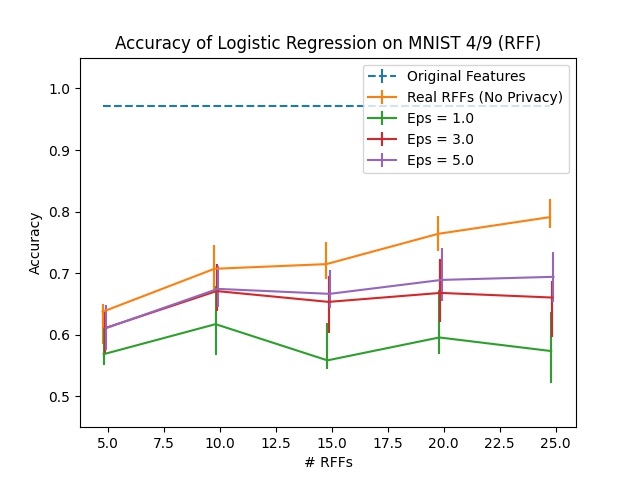 Accuracy of Logistic Regression on MNIST 4/9 (RFF)
Original Features
Real RFFs (No Privacy)
Eps = 1.0
Eps = 3.0
Eps = 5.0
Accuracy
1.0
0.9
0.8
0.7
0.6
0.5
5.0 7.5 10.0 12.5 15.0 17.5 20.0 22.5 25.0
# RFFs